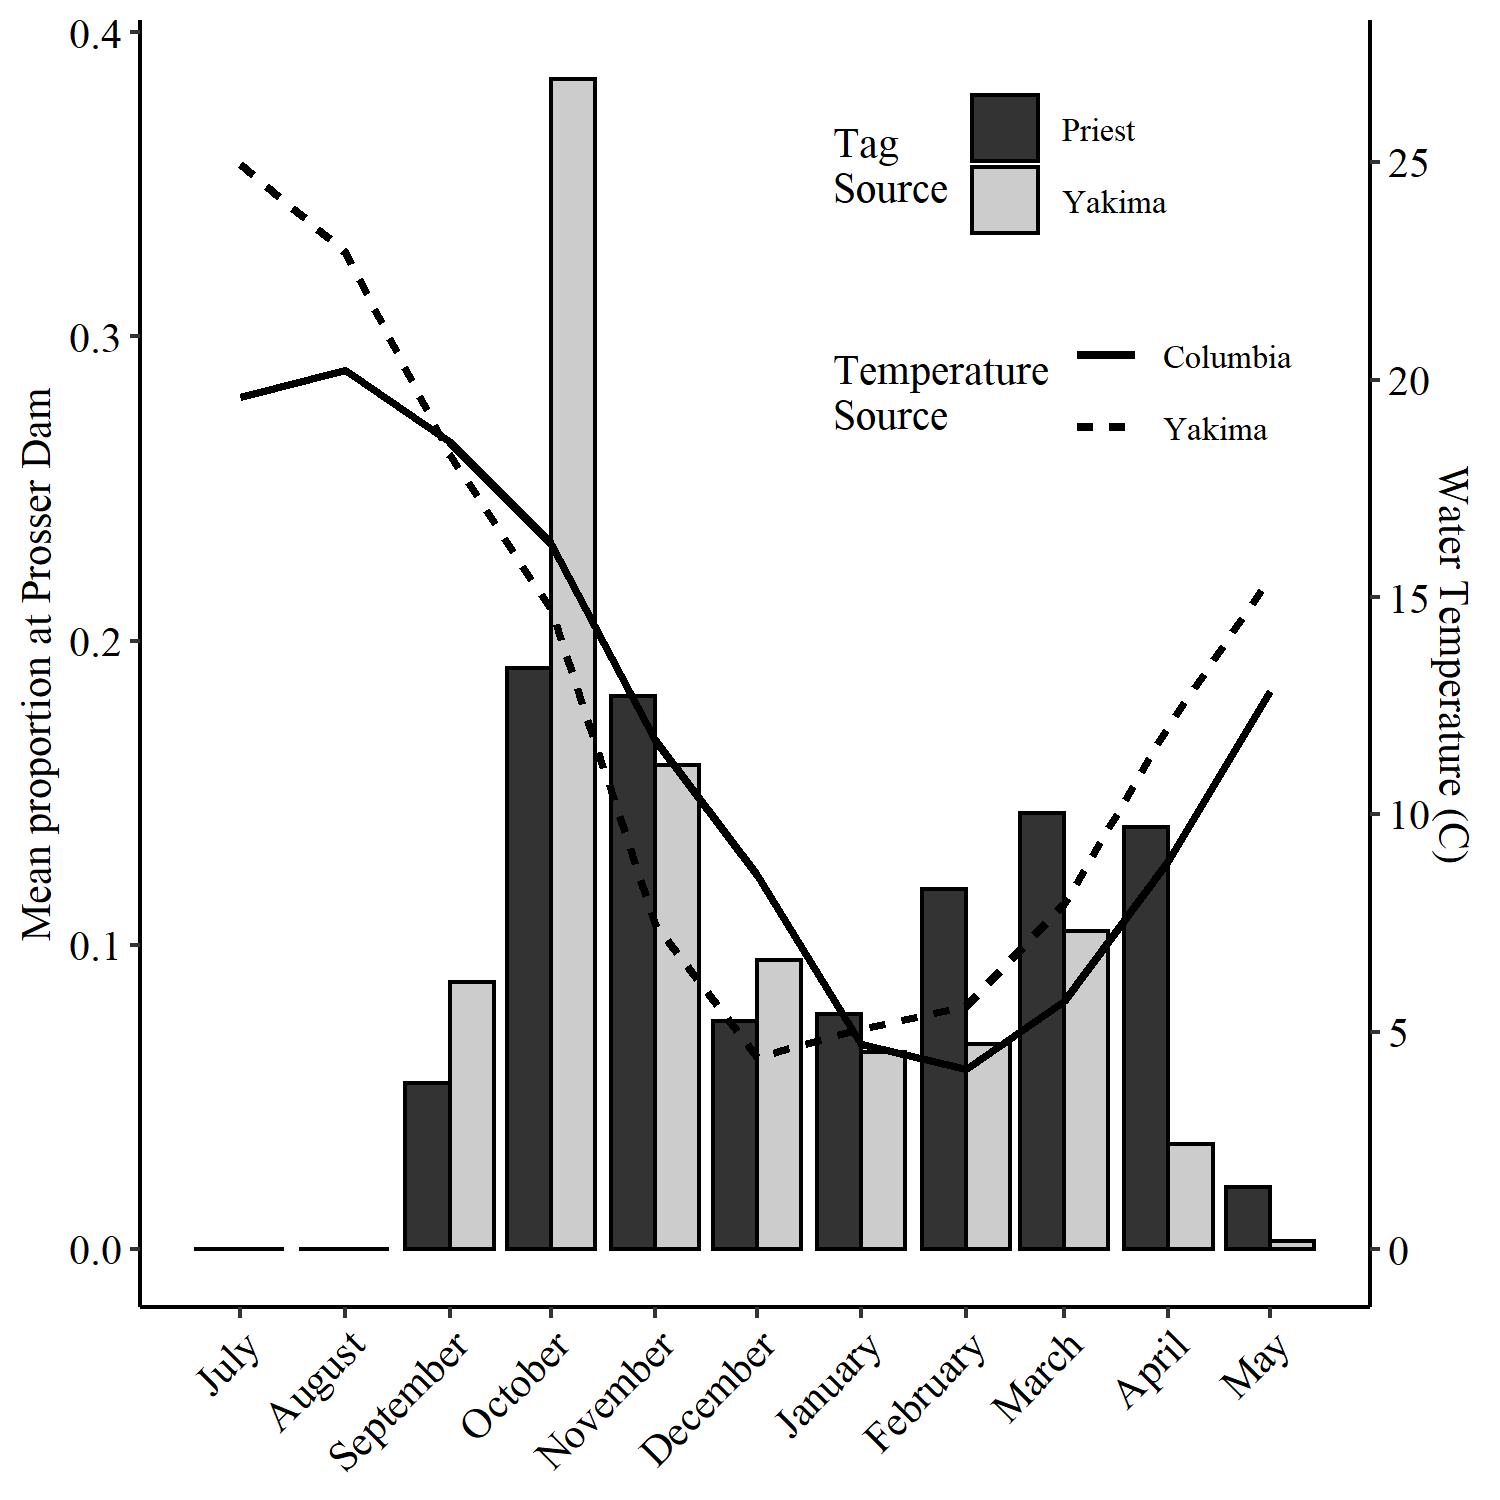 Mean proportion at Prosser Dam
0.4
0.3
0.2
0.1
0.0
Tag
Source
Priest
Yakima
Temperature
Source
Columbia
Yakima
25
20
15
10
5
0
Water Temperature (C)
July
August
September
October
November
December
January
February
March
April
May